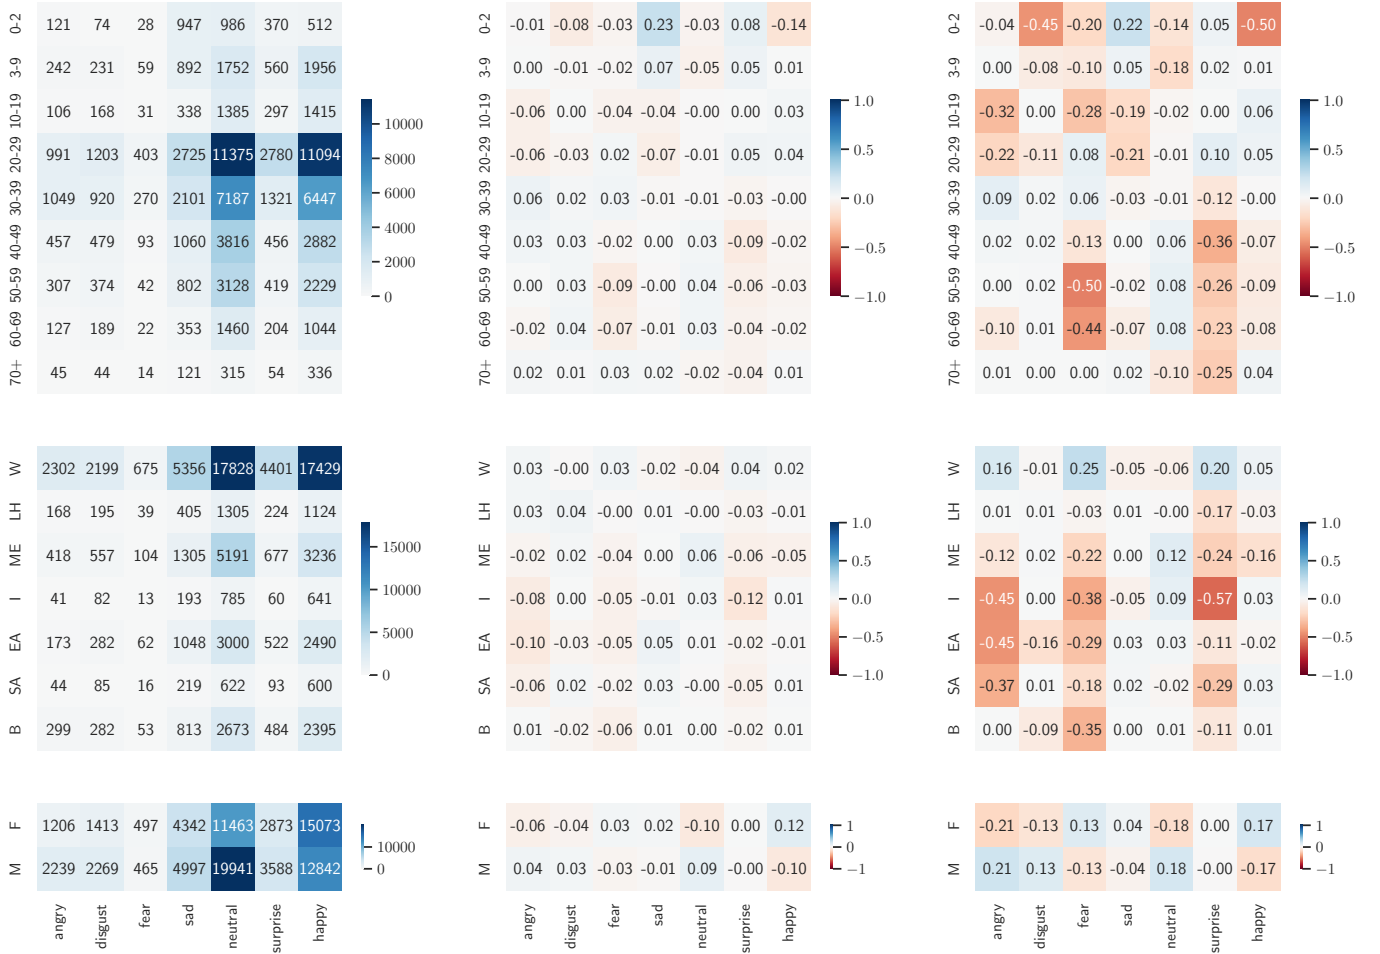 0-2 121 74 28 947 986 370 512
3-9 242 231 59 892 1752 560 1956
10-19 106 168 31 338 1385 297 1415
20-29 991 1203 403 2725 11375 2780 11094
30-39 1049 920 270 2101 7187 1321 6447
40-49 457 479 93 1060 3816 456 2882
50-59 307 374 42 802 3128 419 2229
60-69 127 189 22 353 1460 204 1044
70+ 45 44 14 121 315 54 336
10000
8000
6000
4000
2000
0
0-2 -0.01 -0.08 -0.03 0.23 -0.03 0.08 -0.14
3-9 0.00 -0.01 -0.02 0.07 -0.05 0.05 0.01
10-19 -0.06 0.00 -0.04 -0.04 -0.00 0.00 0.03
20-29 -0.06 -0.03 0.02 -0.07 -0.01 0.05 0.04
30-39 0.06 0.02 0.03 -0.01 -0.01 -0.03 -0.00
40-49 0.03 0.03 -0.02 0.00 0.03 -0.09 -0.02
50-59 0.00 0.03 -0.09 -0.00 0.04 -0.06 -0.03
60-69 -0.02 0.04 -0.07 -0.01 0.03 -0.04 -0.02
70+ 0.02 0.01 0.03 0.02 -0.02 -0.04 0.01
1.0
0.5
0.0
−0.5
−1.0
0-2 -0.04 -0.45 -0.20 0.22 -0.14 0.05 -0.50
3-9 0.00 -0.08 -0.10 0.05 -0.18 0.02 0.01
10-19 -0.32 0.00 -0.28 -0.19 -0.02 0.00 0.06
20-29 -0.22 -0.11 0.08 -0.21 -0.01 0.10 0.05
30-39 0.09 0.02 0.06 -0.03 -0.01 -0.12 -0.00
40-49 0.02 0.02 -0.13 0.00 0.06 -0.36 -0.07
50-59 0.00 0.02 -0.50 -0.02 0.08 -0.26 -0.09
60-69 -0.10 0.01 -0.44 -0.07 0.08 -0.23 -0.08
70+ 0.01 0.00 0.00 0.02 -0.10 -0.25 0.04
1.0
0.5
0.0
−0.5
−1.0
W 2302 2199 675 5356 17828 4401 17429
LH 168 195 39 405 1305 224 1124
ME 418 557 104 1305 5191 677 3236
I 41 82 13 193 785 60 641
EA 173 282 62 1048 3000 522 2490
SA 44 85 16 219 622 93 600
B 299 282 53 813 2673 484 2395
15000
10000
5000
0
W 0.03 -0.00 0.03 -0.02 -0.04 0.04 0.02
LH 0.03 0.04 -0.00 0.01 -0.00 -0.03 -0.01
ME -0.02 0.02 -0.04 0.00 0.06 -0.06 -0.05
I -0.08 0.00 -0.05 -0.01 0.03 -0.12 0.01
EA -0.10 -0.03 -0.05 0.05 0.01 -0.02 -0.01
SA -0.06 0.02 -0.02 0.03 -0.00 -0.05 0.01
B 0.01 -0.02 -0.06 0.01 0.00 -0.02 0.01
1.0
0.5
0.0
−0.5
−1.0
W 0.16 -0.01 0.25 -0.05 -0.06 0.20 0.05
LH 0.01 0.01 -0.03 0.01 -0.00 -0.17 -0.03
ME -0.12 0.02 -0.22 0.00 0.12 -0.24 -0.16
I -0.45 0.00 -0.38 -0.05 0.09 -0.57 0.03
EA -0.45 -0.16 -0.29 0.03 0.03 -0.11 -0.02
SA -0.37 0.01 -0.18 0.02 -0.02 -0.29 0.03
B 0.00 -0.09 -0.35 0.00 0.01 -0.11 0.01
1.0
0.5
0.0
−0.5
−1.0
F 1206 1413 497 4342 11463 2873 15073
M 2239 2269 465 4997 19941 3588 12842
angry disgust fear sad neutral surprise happy
10000
0
F -0.06 -0.04 0.03 0.02 -0.10 0.00 0.12
M 0.04 0.03 -0.03 -0.01 0.09 -0.00 -0.10
angry disgust fear sad neutral surprise happy
1
0
−1
F -0.21 -0.13 0.13 0.04 -0.18 0.00 0.17
M 0.21 0.13 -0.13 -0.04 0.18 -0.00 -0.17
angry disgust fear sad neutral surprise happy
1
0
−1